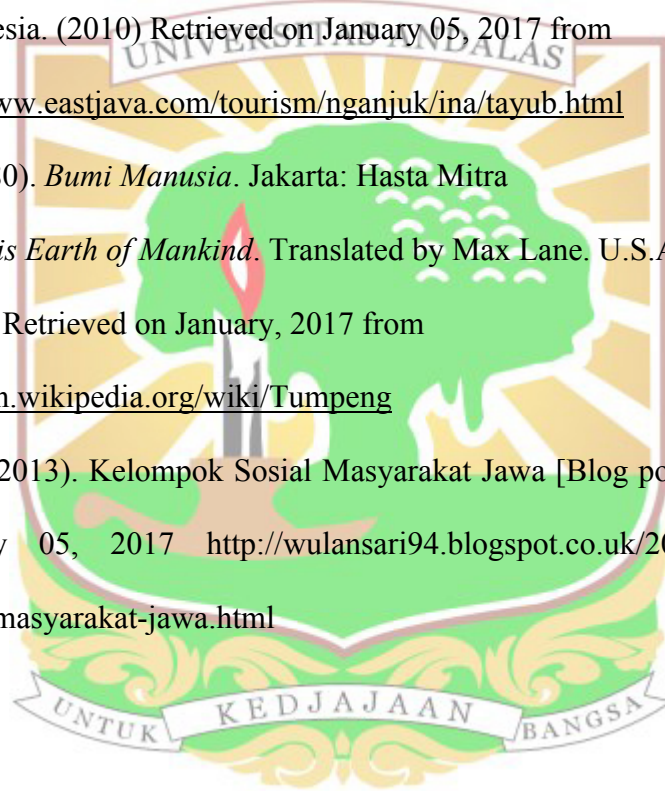 esia. (2010) Retrieved on January 05, 2017 from
UNIVERSITAS ANDALAS
ww.eastjava.com/tourism/nganjuk/ina/tayub.html
80). Bumi Manusia. Jakarta: Hasta Mitra
is Earth of Mankind. Translated by Max Lane. U.S.A
Retrieved on January, 2017 from
n.wikipedia.org/wiki/Tumpeng
2013). Kelompok Sosial Masyarakat Jawa [Blog po
y 05, 2017 http://wulansari94.blogspot.co.uk/20
masyarakat-jawa.html
UNTUK KEDJAJAAN BANGSA